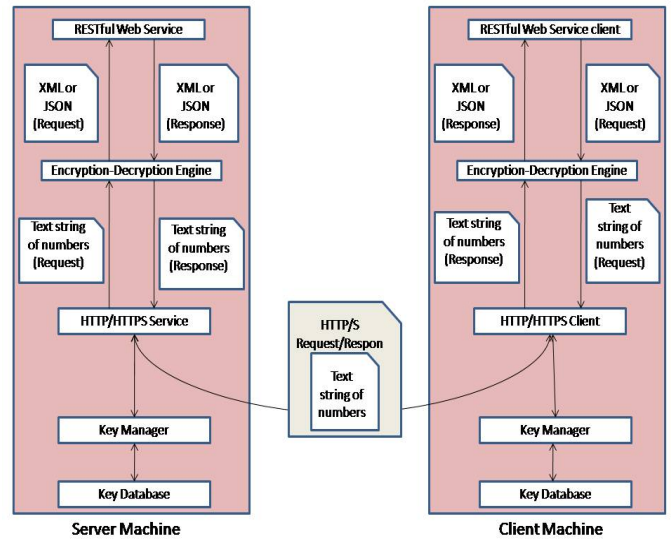 RESTful Web Service
XML or
JSON
(Request)
XML or
JSON
(Response)
Encryption-Decryption Engine
Text string
of numbers
(Request)
Text string
of numbers
(Response)
HTTP/HTTPS Service
Key Manager
Key Database
Server Machine
HTTP/S
Request/Respon
Text
string of
numbers
RESTful Web Service client
XML or
JSON
(Response)
XML or
JSON
(Request)
Encryption-Decryption Engine
Text string
of numbers
(Response)
Text
string of
numbers
(Request)
HTTP/HTTPS Client
Key Manager
Key Database
Client Machine